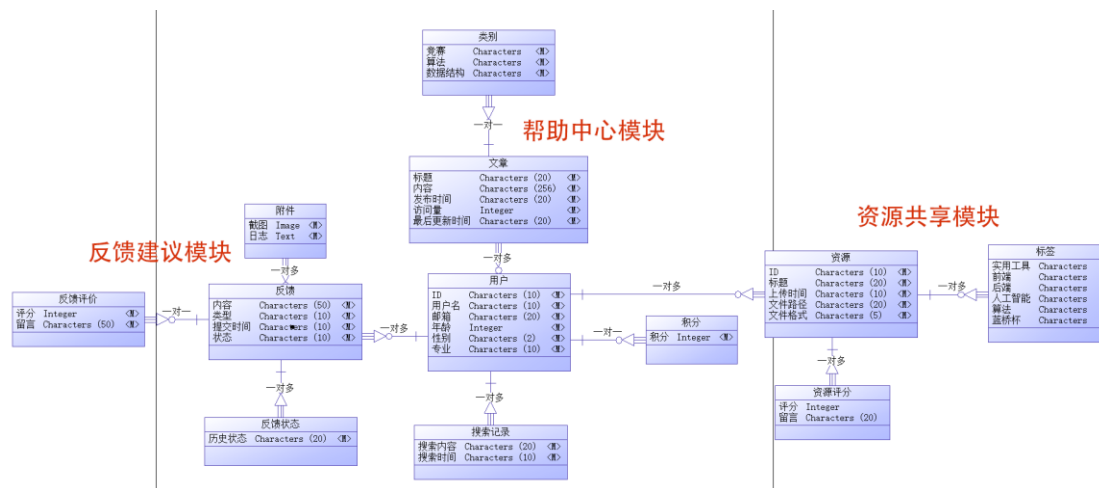 类别
竞赛 Characters <M>
算法 Characters <M>
数据结构 Characters <M>
一对一
帮助中心模块
文章
标题 Characters (20) <M>
内容 Characters (256) <M>
发布时间 Characters (20) <M>
访问量 Integer <M>
最后更新时间 Characters (20) <M>
一对多
反馈建议模块
附件
截图 Image <M>
日志 Text <M>
一对多
反馈评价
评分 Integer <M>
留言 Characters (50) <M>
一对一
反馈
内容 Characters (50) <M>
类型 Characters (10) <M>
提交时间 Characters (10) <M>
状态 Characters (10) <M>
一对多
一对多
反馈状态
历史状态 Characters (20) <M>
用户
ID Characters (10) <M>
用户名 Characters (10) <M>
邮箱 Characters (20) <M>
年龄 Integer <M>
性别 Characters (2) <M>
专业 Characters (10) <M>
一对多
搜索记录
搜索内容 Characters (20) <M>
搜索时间 Characters (10) <M>
一对多
一对一
积分
积分 Integer <M>
资源共享模块
资源
ID Characters (10) <M>
标题 Characters (20) <M>
上传时间 Characters (10) <M>
文件路径 Characters (20) <M>
文件格式 Characters (5) <M>
一对多
标签
实用工具 Characters
前端 Characters
后端 Characters
人工智能 Characters
算法 Characters
蓝桥杯 Characters
一对多
资源评分
评分 Integer
留言 Characters (20)